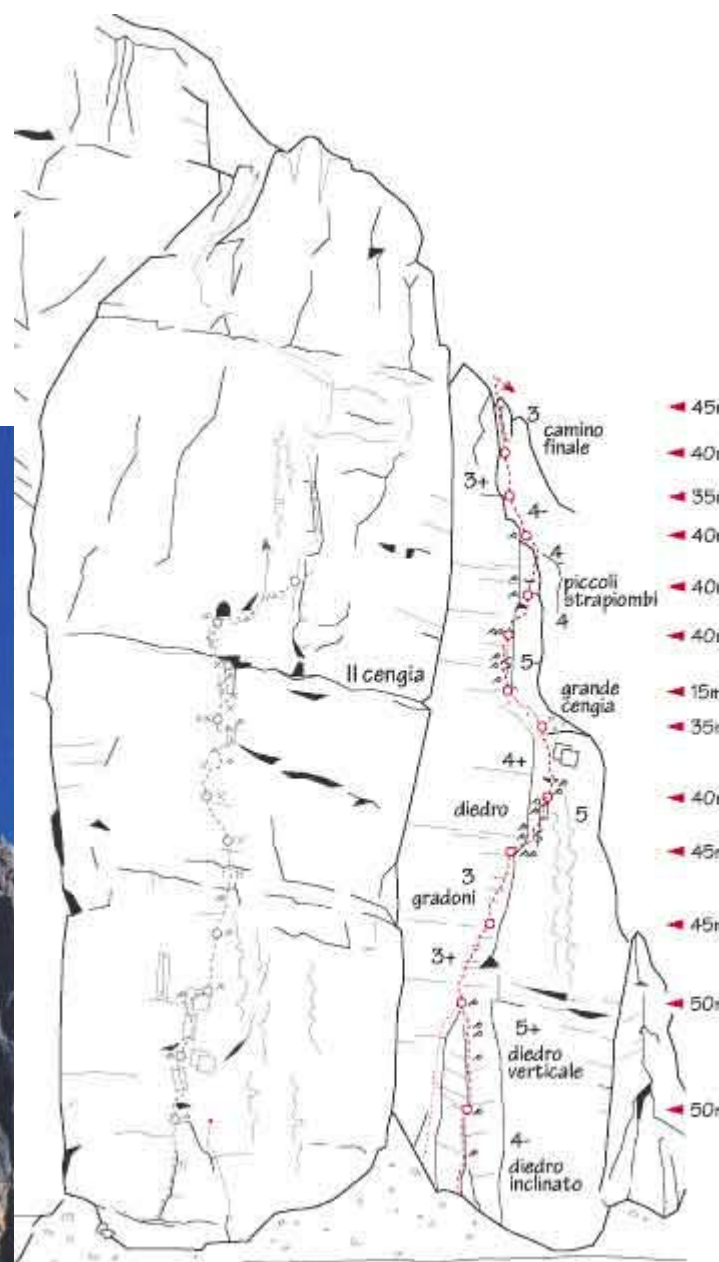 3
camino
finale
3+
4-
4-
piccoli
strapiombi
4
5-
II cengia
grande
cengia
4+
diedro
5
3
gradoni
3+
5+
diedro
verticale
4-
diedro
inclinato
45m
40m
35m
40m
40m
40m
15m
35m
40m
45m
45m
50m
50m